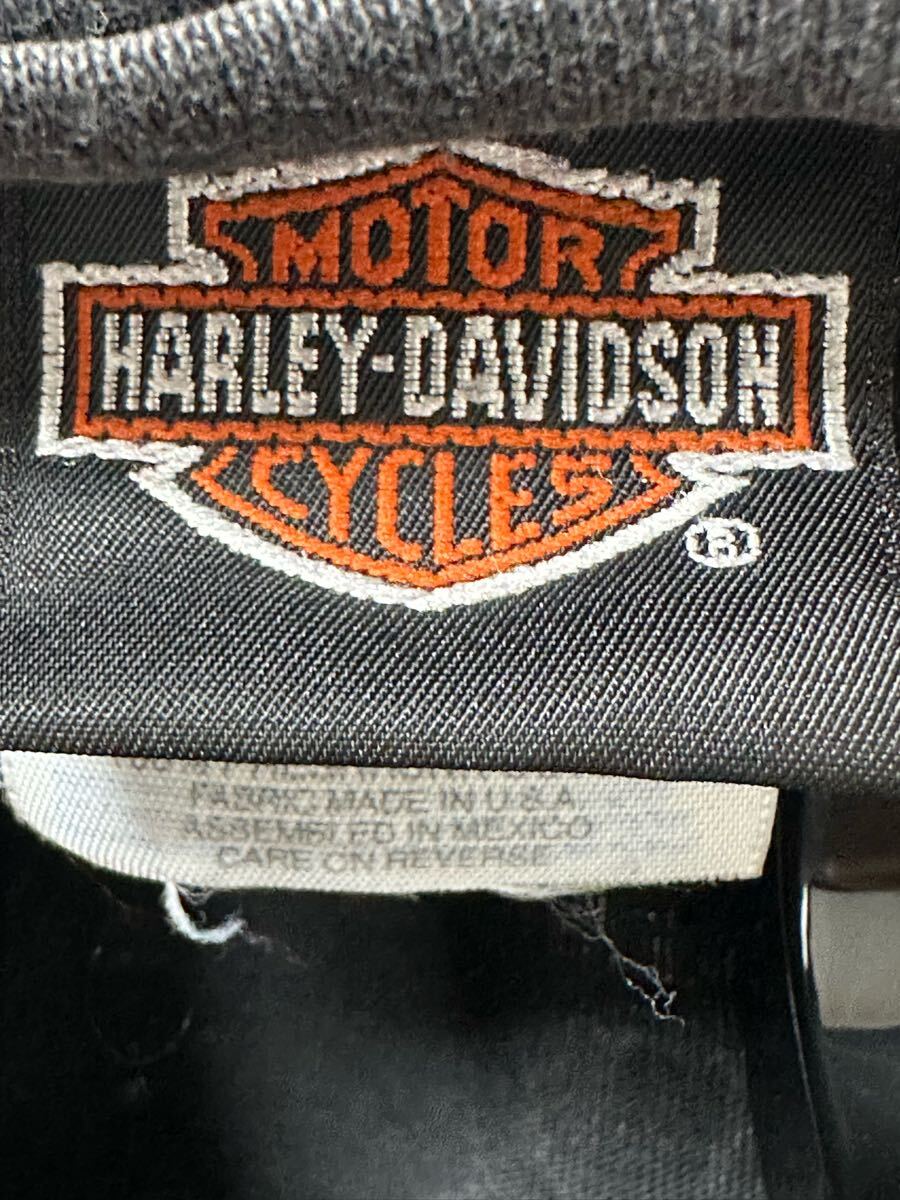 MOTOR
HARLEY-DAVIDSON
CYCLES
®
FABRIC MADE IN U.S.A
ASSEMBLED IN MEXICO
CARE ON REVERSE